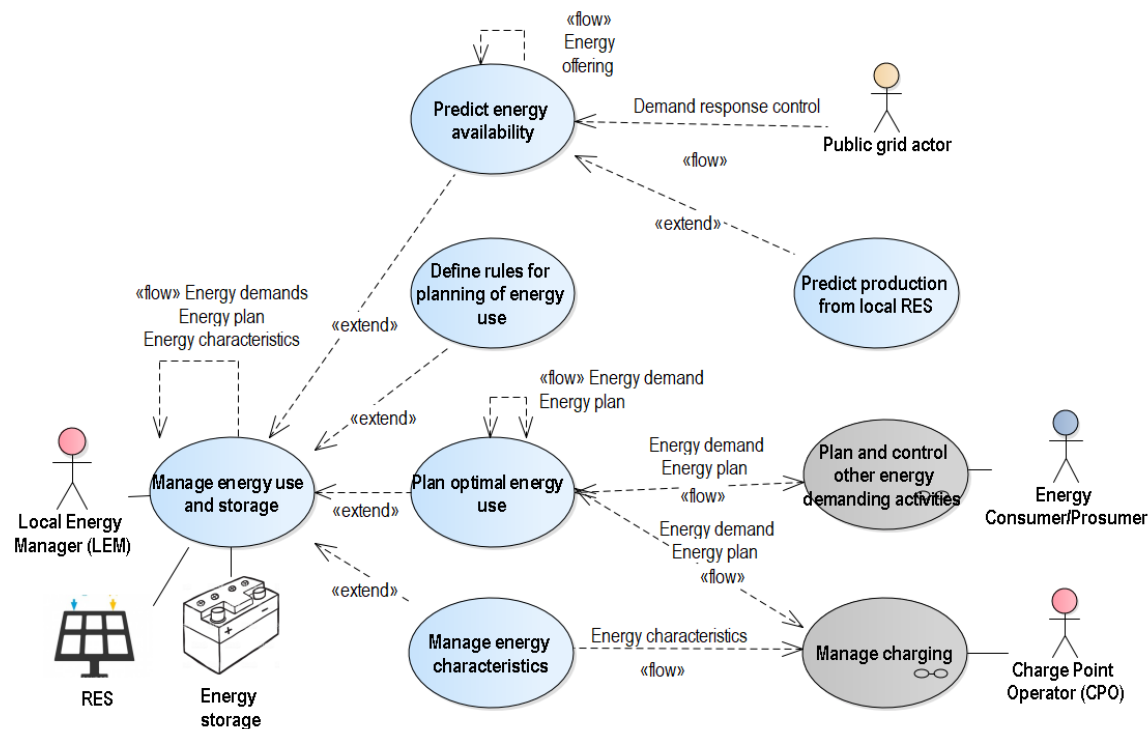 «flow»
Energy
offering
Predict energy
availability
Demand response control
Public grid actor
«flow»
«extend»
Define rules for
planning of energy
use
Predict production
from local RES
«flow» Energy demands
Energy plan
Energy characteristics
«extend»
«flow» Energy demand
Energy plan
«extend»
Manage energy use
and storage
Plan optimal energy
use
Energy demand
Energy plan
«flow»
Plan and control
other energy
demanding activities
Local Energy
Manager (LEM)
«extend»
Energy
Consumer/Prosumer
Energy demand
Energy plan
«flow»
«extend»
Manage energy
characteristics
Energy characteristics
«flow»
Manage charging
Charge Point
Operator (CPO)
RES
+
-
Energy
storage